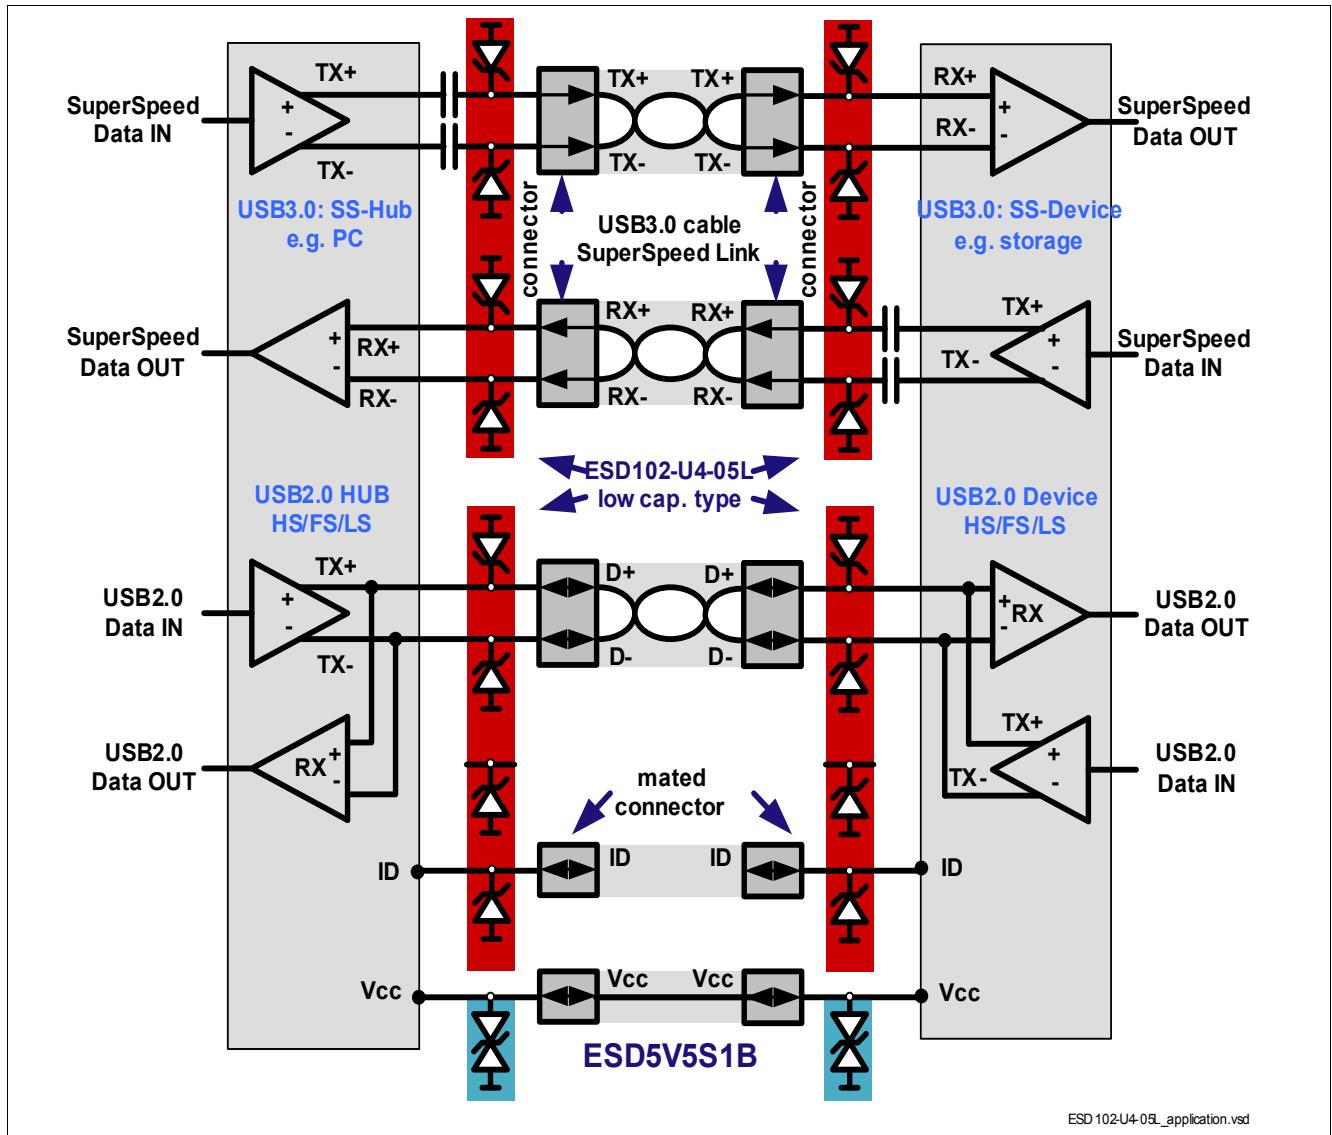 TX+ TX+ TX+ RX+
SuperSpeed
Data IN
+
-
+
-
SuperSpeed
Data OUT
RX-
TX- TX- TX-
USB3.0: SS-Hub
e.g. PC
connector
USB3.0 cable
SuperSpeed Link
connector
USB3.0: SS-Device
e.g. storage
RX+ RX+ TX+
SuperSpeed
Data OUT
+
-
RX+
RX-
RX- RX-
TX-
+
-
SuperSpeed
Data IN
ESD102-U4-05L
low cap. type
USB2.0 HUB
HS/FS/LS
USB2.0 Device
HS/FS/LS
TX+ D+ D+
USB2.0
Data IN
+
-
+
-
RX
USB2.0
Data OUT
TX- D- D-
USB2.0
Data OUT
RX
+
-
mated
connector
TX+
TX-
+
-
USB2.0
Data IN
ID ID ID ID
Vcc Vcc Vcc Vcc
ESD5V5S1B
ESD102-U4-05L_application.vsd